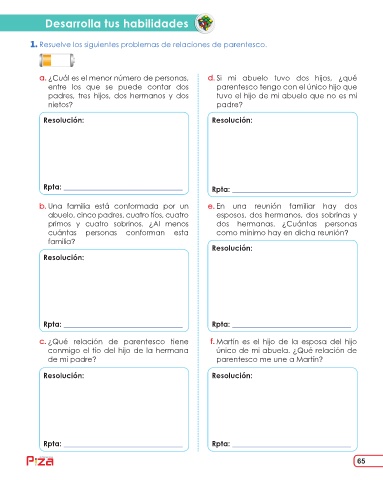 Desarrolla tus habilidades
1. Resuelve los siguientes problemas de relaciones de parentesco.
a. ¿Cuál es el menor número de personas,
entre los que se puede contar dos
padres, tres hijos, dos hermanos y dos
nietos?
Resolución:
Rpta:
b. Una familia está conformada por un
abuelo, cinco padres, cuatro tíos, cuatro
primos y cuatro sobrinos. ¿Al menos
cuántas personas conforman esta
familia?
Resolución:
Rpta:
c. ¿Qué relación de parentesco tiene
conmigo el tío del hijo de la hermana
de mi padre?
Resolución:
Rpta:
d. Si mi abuelo tuvo dos hijos, ¿qué
parentesco tengo con el único hijo que
tuvo el hijo de mi abuelo que no es mi
padre?
Resolución:
Rpta:
e. En una reunión familiar hay dos
esposos, dos hermanos, dos sobrinas y
dos hermanas. ¿Cuántas personas
como mínimo hay en dicha reunión?
Resolución:
Rpta:
f. Martín es el hijo de la esposa del hijo
único de mi abuela. ¿Qué relación de
parentesco me une a Martín?
Resolución:
Rpta:
Piza
65